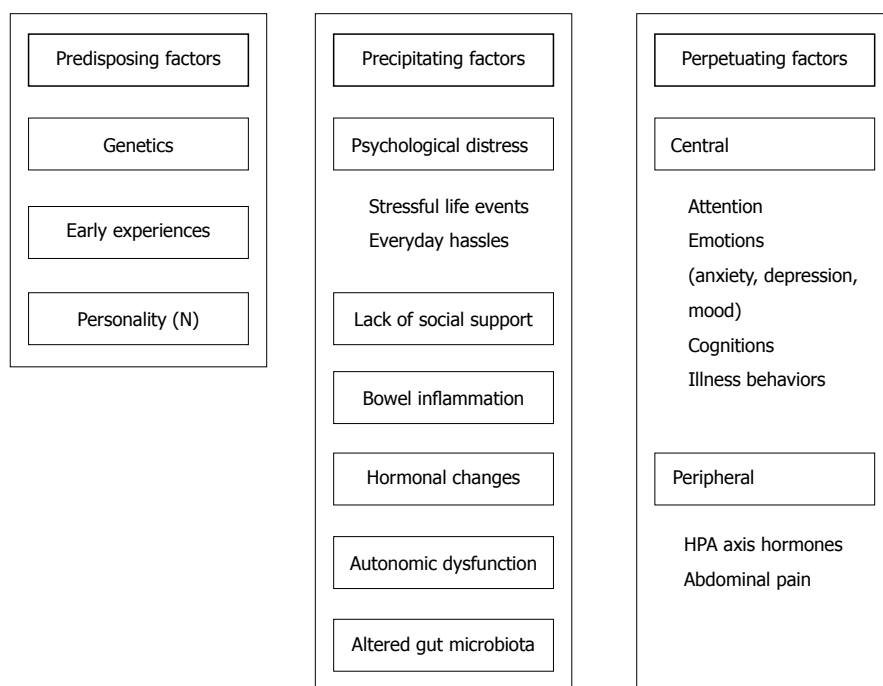 Predisposing factors
Genetics
Early experiences
Personality (N)
Precipitating factors
Psychological distress
Stressful life events
Everyday hassles
Lack of social support
Bowel inflammation
Hormonal changes
Autonomic dysfunction
Altered gut microbiota
Perpetuating factors
Central
Attention
Emotions
(anxiety, depression,
mood)
Cognitions
Illness behaviors
Peripheral
HPA axis hormones
Abdominal pain